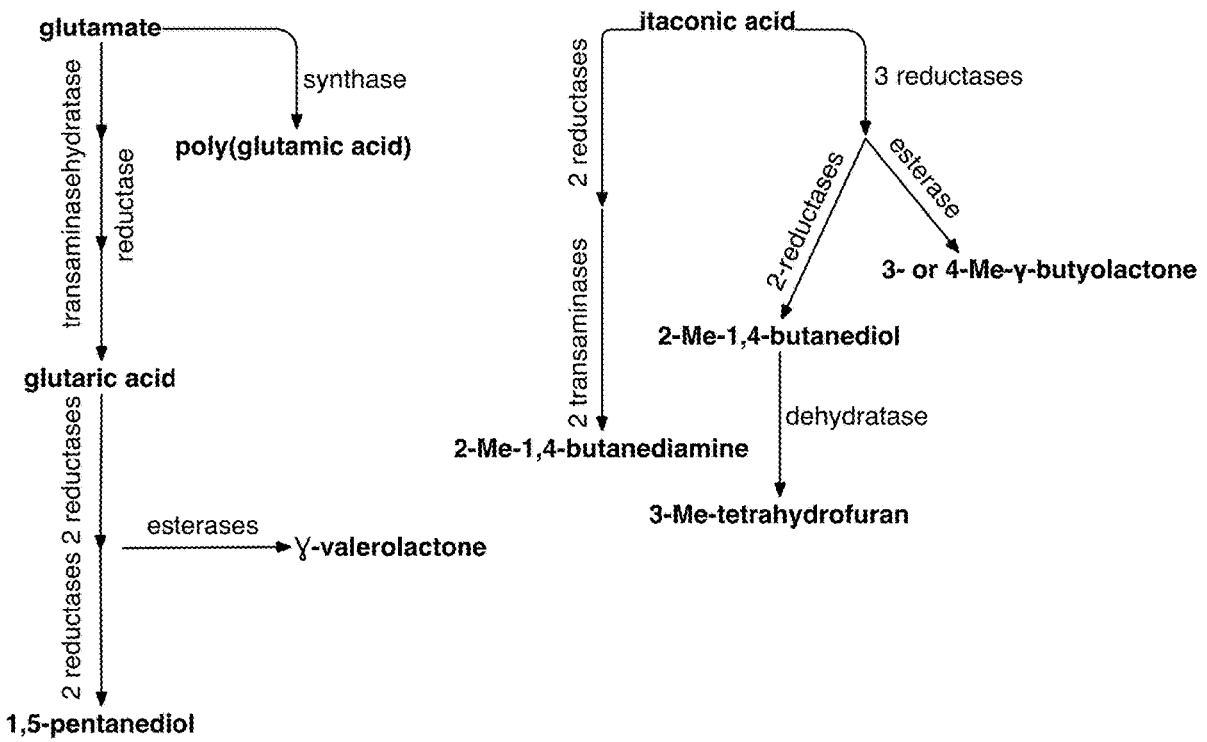 glutamate
synthase
poly(glutamic acid)
transaminasehydratase
reductase
glutaric acid
2 reductases
esterases
γ-valerolactone
2 reductases
1,5-pentanediol
itaconic acid
2 reductases
3 reductases
2-reductases
esterase
3- or 4-Me-γ-butyolactone
2 transaminases
2-Me-1,4-butanediol
dehydratase
2-Me-1,4-butanediamine
3-Me-tetrahydrofuran